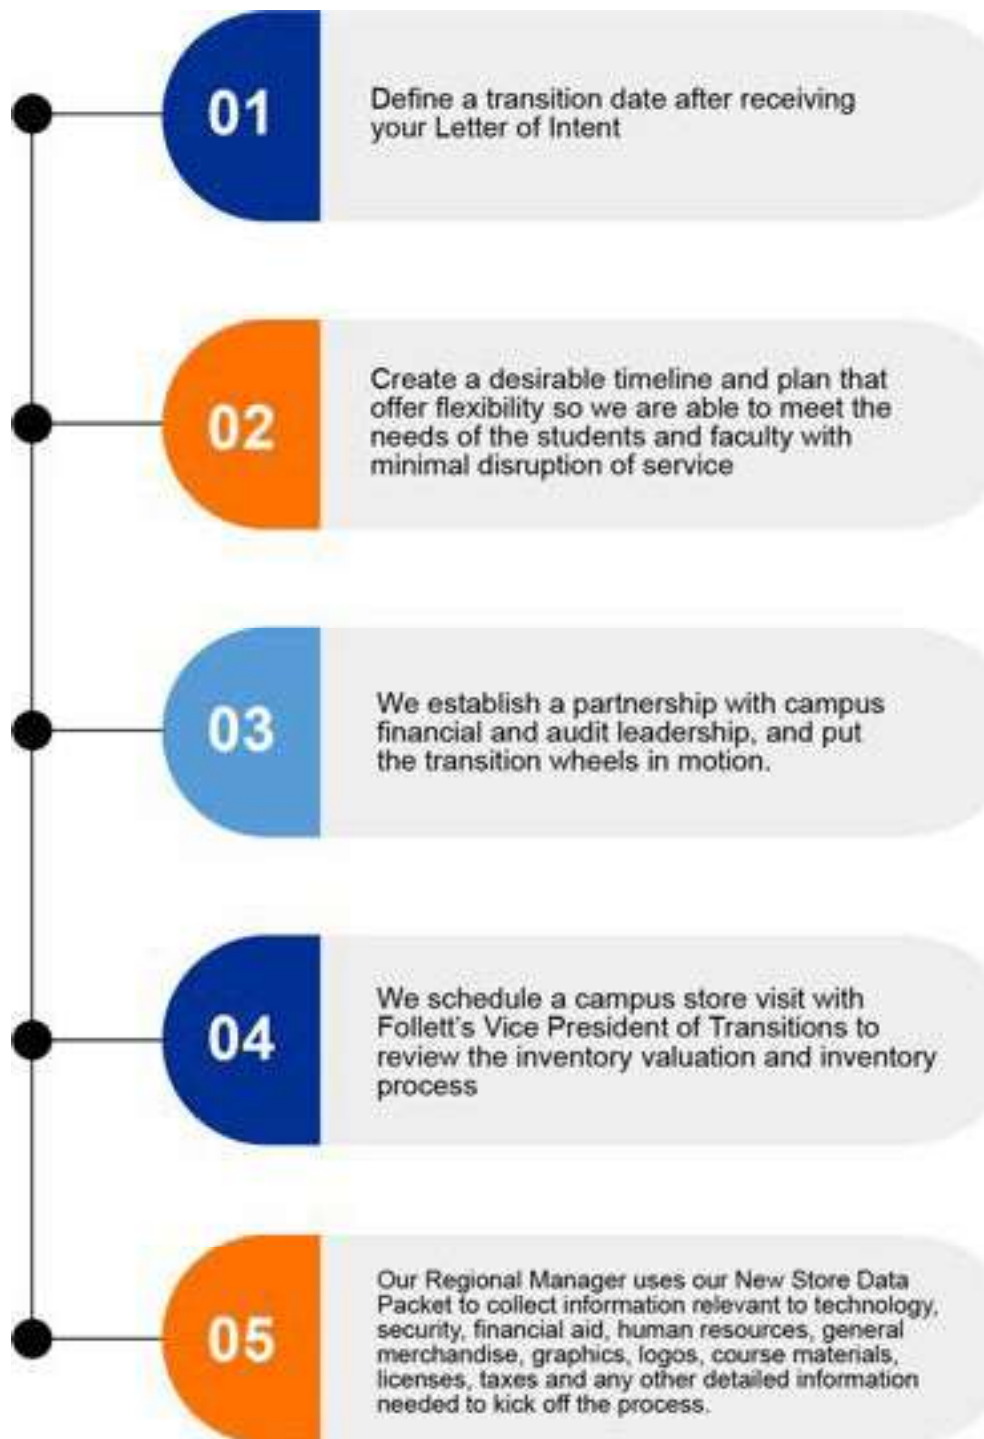 01
Define a transition date after receiving
your Letter of Intent
02
Create a desirable timeline and plan that
offer flexibility so we are able to meet the
needs of the students and faculty with
minimal disruption of service
03
We establish a partnership with campus
financial and audit leadership, and put
the transition wheels in motion.
04
We schedule a campus store visit with
Follett's Vice President of Transitions to
review the inventory valuation and inventory
process
05
Our Regional Manager uses our New Store Data
Packet to collect information relevant to technology,
security, financial aid, human resources, general
merchandise, graphics, logos, course materials,
licenses, taxes and any other detailed information
needed to kick off the process.